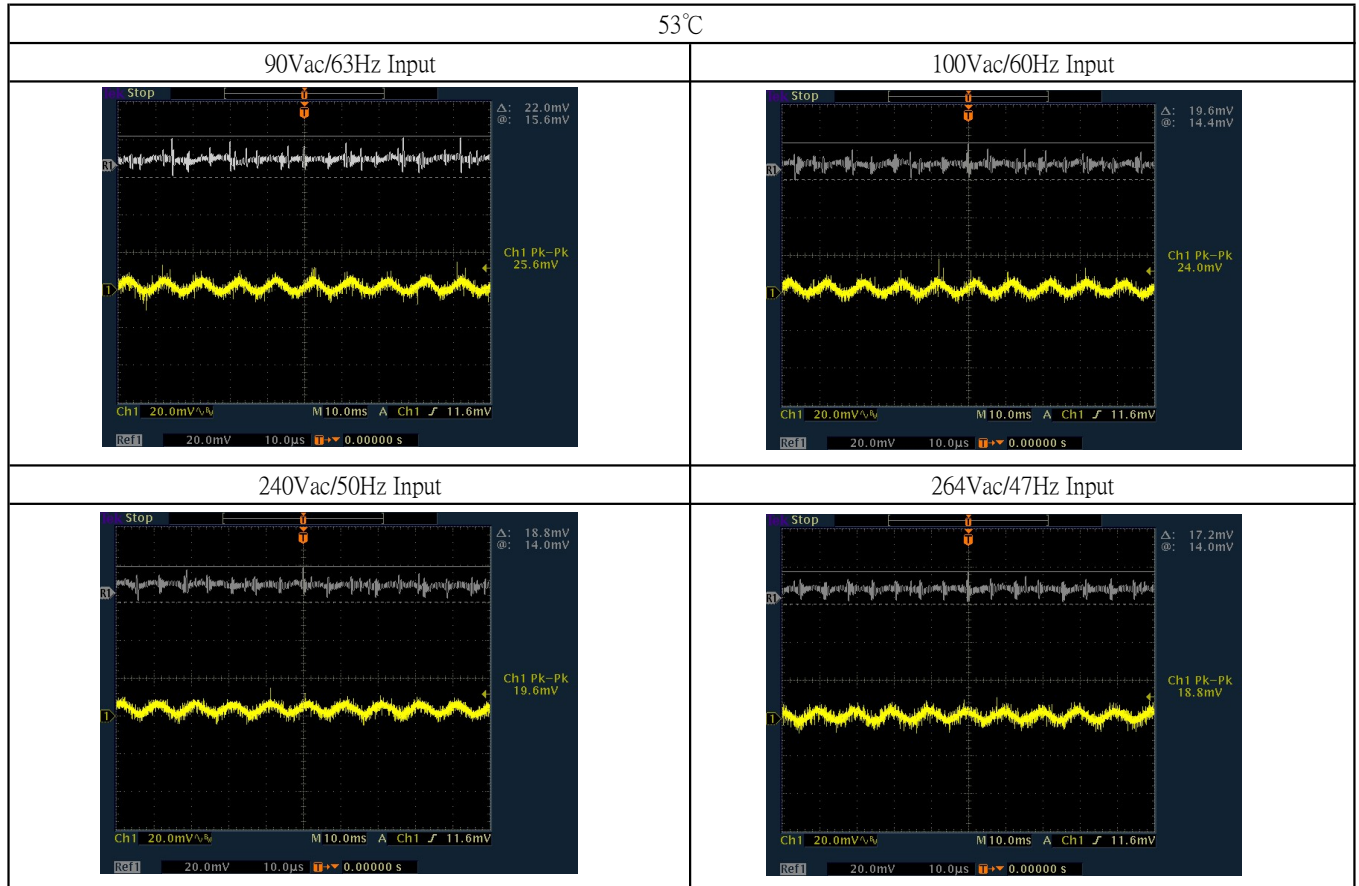 53℃
90Vac/63Hz Input
100Vac/60Hz Input
Stop
T
T
Δ: 22.0mV
@: 15.6mV
R1
Ch1 Pk−Pk
25.6mV
1
Ch1 20.0mV
M 10.0ms A Ch1 11.6mV
Ref1 20.0mV 10.0µs T 0.00000 s
Stop
T
T
Δ: 19.6mV
@: 14.4mV
R1
Ch1 Pk−Pk
24.0mV
1
Ch1 20.0mV
M 10.0ms A Ch1 11.6mV
Ref1 20.0mV 10.0µs T 0.00000 s
240Vac/50Hz Input
264Vac/47Hz Input
Stop
T
T
Δ: 18.8mV
@: 14.0mV
R1
Ch1 Pk−Pk
19.6mV
1
Ch1 20.0mV
M 10.0ms A Ch1 11.6mV
Ref1 20.0mV 10.0µs T 0.00000 s
Stop
T
T
Δ: 17.2mV
@: 14.0mV
R1
Ch1 Pk−Pk
18.8mV
1
Ch1 20.0mV
M 10.0ms A Ch1 11.6mV
Ref1 20.0mV 10.0µs T 0.00000 s